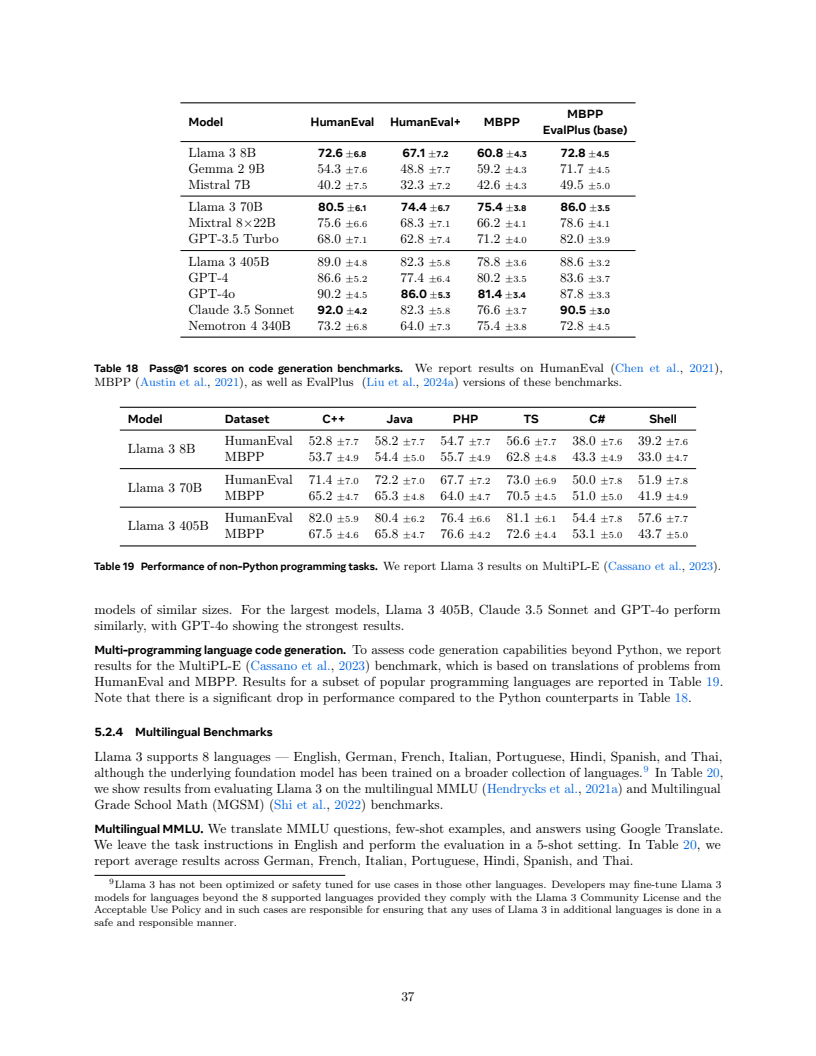 Model HumanEval HumanEval+ MBPP MBPP EvalPlus (base)
Llama 3 8B 72.6 ±6.8 67.1 ±7.2 60.8 ±4.3 72.8 ±4.5
Gemma 2 9B 54.3 ±7.6 48.8 ±7.7 59.2 ±4.3 71.7 ±4.5
Mistral 7B 40.2 ±7.5 32.3 ±7.2 42.6 ±4.3 49.5 ±5.0
Llama 3 70B 80.5 ±6.1 74.4 ±6.7 75.4 ±3.8 86.0 ±3.5
Mixtral 8×22B 75.6 ±6.6 68.3 ±7.1 66.2 ±4.1 78.6 ±4.1
GPT-3.5 Turbo 68.0 ±7.1 62.8 ±7.4 71.2 ±4.0 82.0 ±3.9
Llama 3 405B 89.0 ±4.8 82.3 ±5.8 78.8 ±3.6 88.6 ±3.2
GPT-4 86.6 ±5.2 77.4 ±6.4 80.2 ±3.5 83.6 ±3.7
GPT-4o 90.2 ±4.5 86.0 ±5.3 81.4 ±3.4 87.8 ±3.3
Claude 3.5 Sonnet 92.0 ±4.2 82.3 ±5.8 76.6 ±3.7 90.5 ±3.0
Nemotron 4 340B 73.2 ±6.8 64.0 ±7.3 75.4 ±3.8 72.8 ±4.5
Table 18 Pass@1 scores on code generation benchmarks. We report results on HumanEval (Chen et al., 2021),
MBPP (Austin et al., 2021), as well as EvalPlus (Liu et al., 2024a) versions of these benchmarks.
Model Dataset C++ Java PHP TS C# Shell
Llama 3 8B HumanEval 52.8 ±7.7 58.2 ±7.7 54.7 ±7.7 56.6 ±7.7 38.0 ±7.6 39.2 ±7.6
MBPP 53.7 ±4.9 54.4 ±5.0 55.7 ±4.9 62.8 ±4.8 43.3 ±4.9 33.0 ±4.7
Llama 3 70B HumanEval 71.4 ±7.0 72.2 ±7.0 67.7 ±7.2 73.0 ±6.9 50.0 ±7.8 51.9 ±7.8
MBPP 65.2 ±4.7 65.3 ±4.8 64.0 ±4.7 70.5 ±4.5 51.0 ±5.0 41.9 ±4.9
Llama 3 405B HumanEval 82.0 ±5.9 80.4 ±6.2 76.4 ±6.6 81.1 ±6.1 54.4 ±7.8 57.6 ±7.7
MBPP 67.5 ±4.6 65.8 ±4.7 76.6 ±4.2 72.6 ±4.4 53.1 ±5.0 43.7 ±5.0
Table 19 Performance of non-Python programming tasks. We report Llama 3 results on MultiPL-E (Cassano et al., 2023).
models of similar sizes. For the largest models, Llama 3 405B, Claude 3.5 Sonnet and GPT-4o perform
similarly, with GPT-4o showing the strongest results.
Multi-programming language code generation. To assess code generation capabilities beyond Python, we report
results for the MultiPL-E (Cassano et al., 2023) benchmark, which is based on translations of problems from
HumanEval and MBPP. Results for a subset of popular programming languages are reported in Table 19.
Note that there is a significant drop in performance compared to the Python counterparts in Table 18.
5.2.4 Multilingual Benchmarks
Llama 3 supports 8 languages — English, German, French, Italian, Portuguese, Hindi, Spanish, and Thai,
although the underlying foundation model has been trained on a broader collection of languages.⁹ In Table 20,
we show results from evaluating Llama 3 on the multilingual MMLU (Hendrycks et al., 2021a) and Multilingual
Grade School Math (MGSM) (Shi et al., 2022) benchmarks.
Multilingual MMLU. We translate MMLU questions, few-shot examples, and answers using Google Translate.
We leave the task instructions in English and perform the evaluation in a 5-shot setting. In Table 20, we
report average results across German, French, Italian, Portuguese, Hindi, Spanish, and Thai.
⁹Llama 3 has not been optimized or safety tuned for use cases in those other languages. Developers may fine-tune Llama 3
models for languages beyond the 8 supported languages provided they comply with the Llama 3 Community License and the
Acceptable Use Policy and in such cases are responsible for ensuring that any uses of Llama 3 in additional languages is done in a
safe and responsible manner.
37